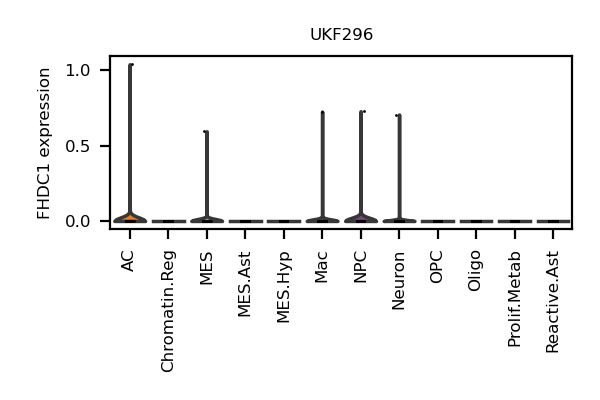 UKF296
FHDC1 expression
1.0
0.5
0.0
AC
Chromatin.Reg
MES
MES.Ast
MES.Hyp
Mac
NPC
Neuron
OPC
Oligo
Prolif.Metab
Reactive.Ast